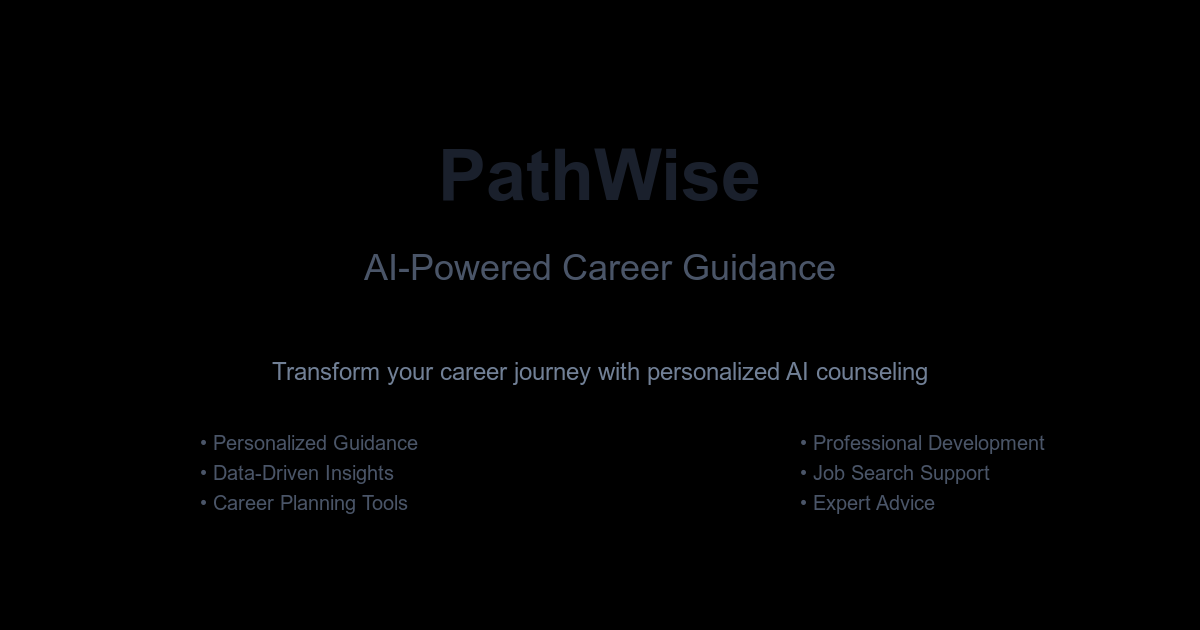 PathWise
AI-Powered Career Guidance
Transform your career journey with personalized AI counseling
• Personalized Guidance
• Data-Driven Insights
• Career Planning Tools
• Professional Development
• Job Search Support
• Expert Advice